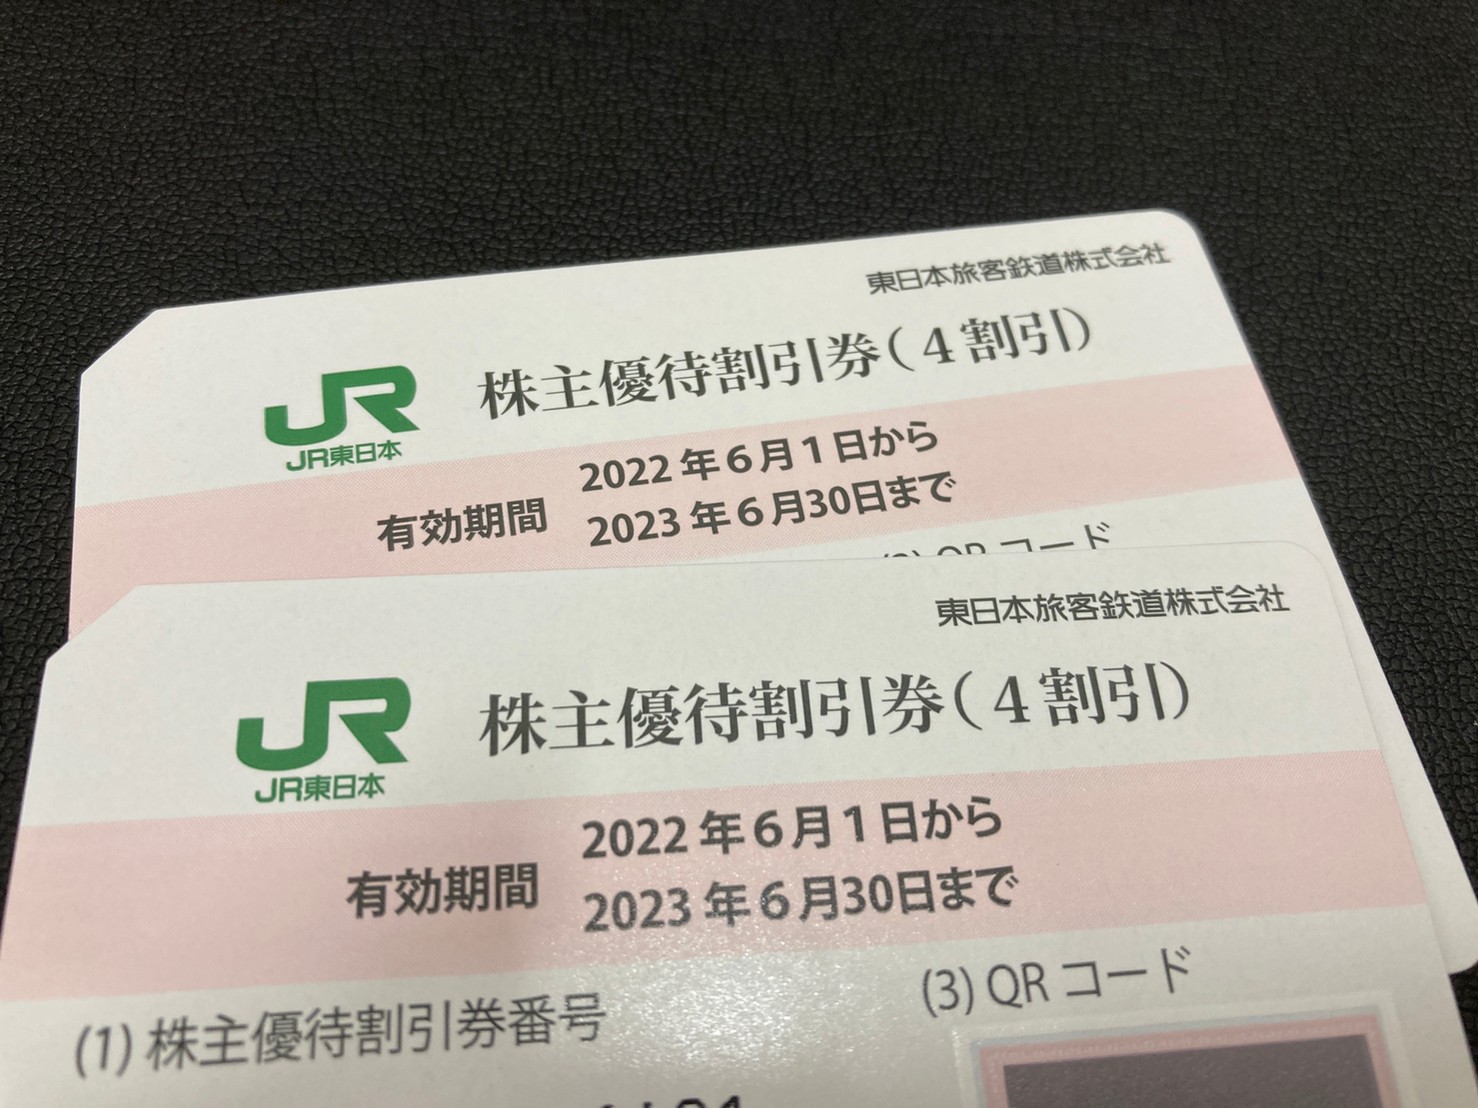 東日本旅客鉄道株式会社
JR
JR東日本
株主優待割引券(4割引)
有効期間
2022年6月1日から
2023年6月30日まで
QRコード
東日本旅客鉄道株式会社
JR
JR東日本
株主優待割引券(4割引)
有効期間
2022年6月1日から
2023年6月30日まで
(1)株主優待割引券番号
(3)QRコード